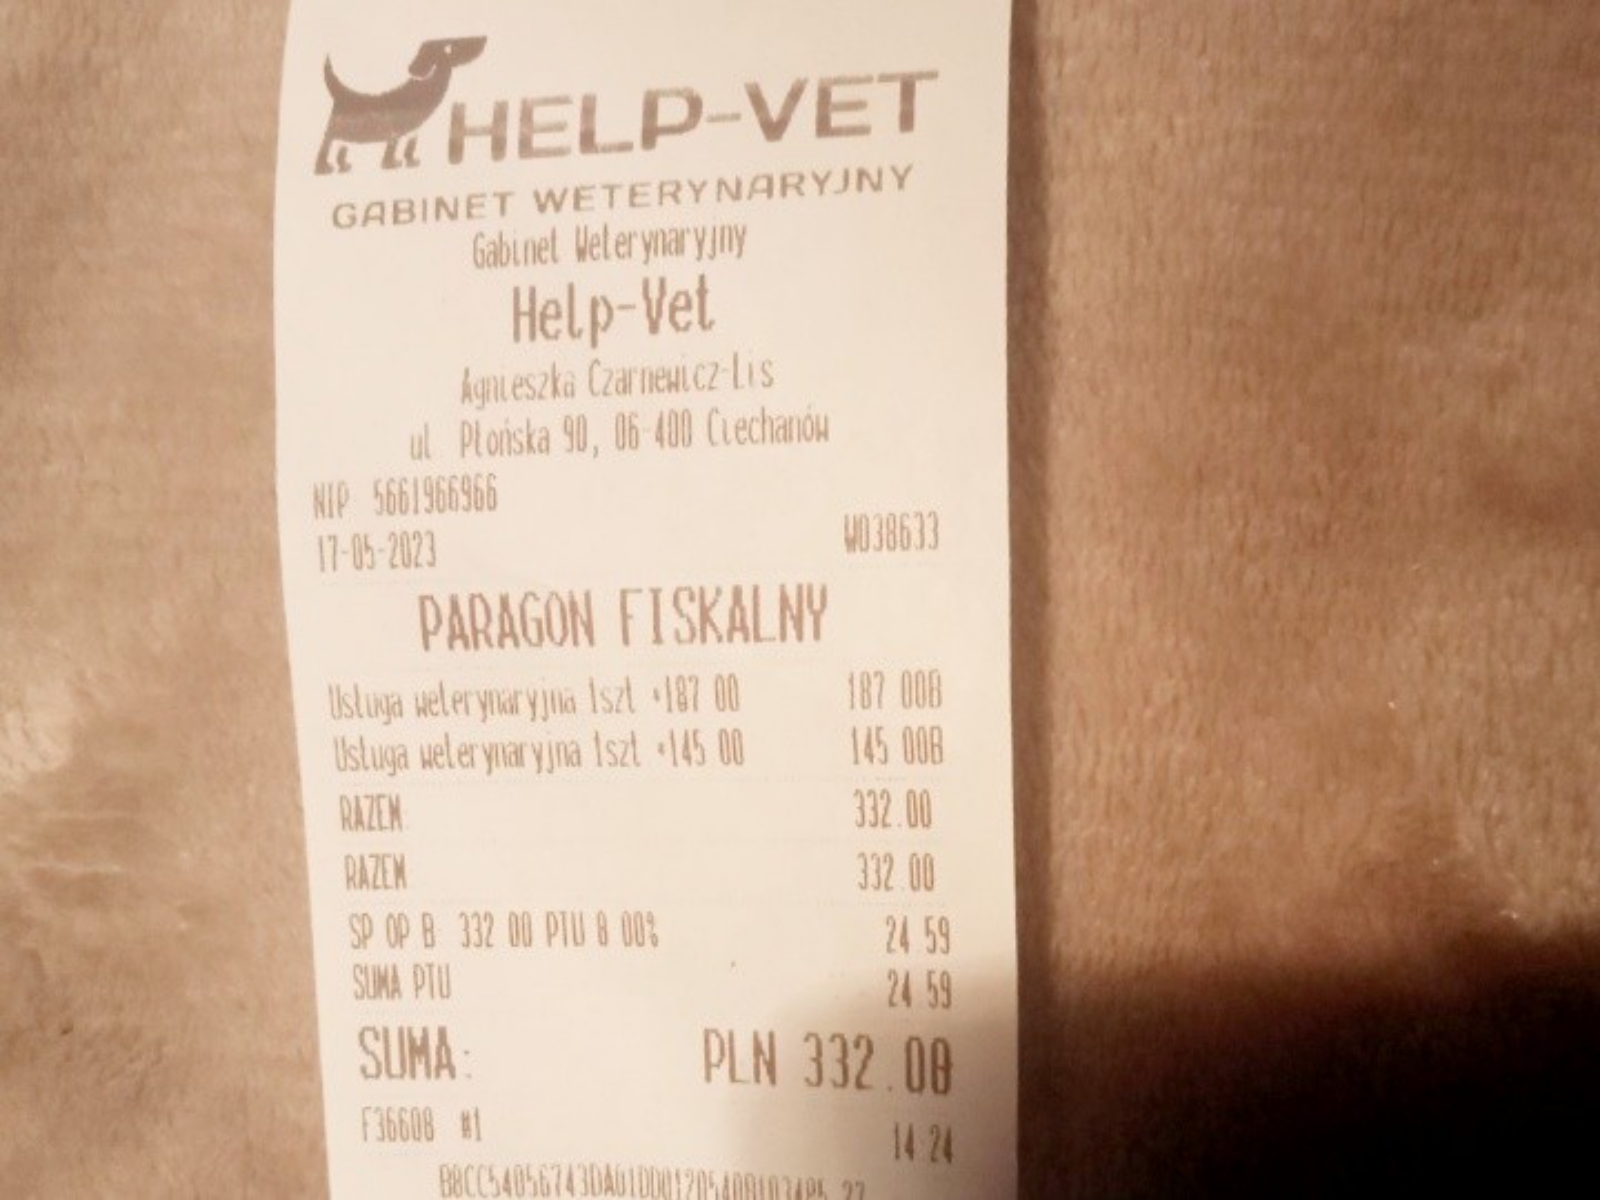 HELP-VET
GABINET WETERYNARYJNY
Gabinet Weterynaryjny
Help-Vet
Agnieszka Czarnewicz-Lis
ul. Płońska 90, 06-400 Ciechanów
NIP 5661966966
17-05-2023 W038633
PARAGON FISKALNY
Usługa weterynaryjna 1szt *187.00 187.00B
Usługa weterynaryjna 1szt *145.00 145.00B
RAZEM: 332.00
RAZEM 332.00
SP.OP.B: 332.00 PTU 8.00% 24.59
SUMA PTU 24.59
SUMA: PLN 332.00
F36608 #1 14:24